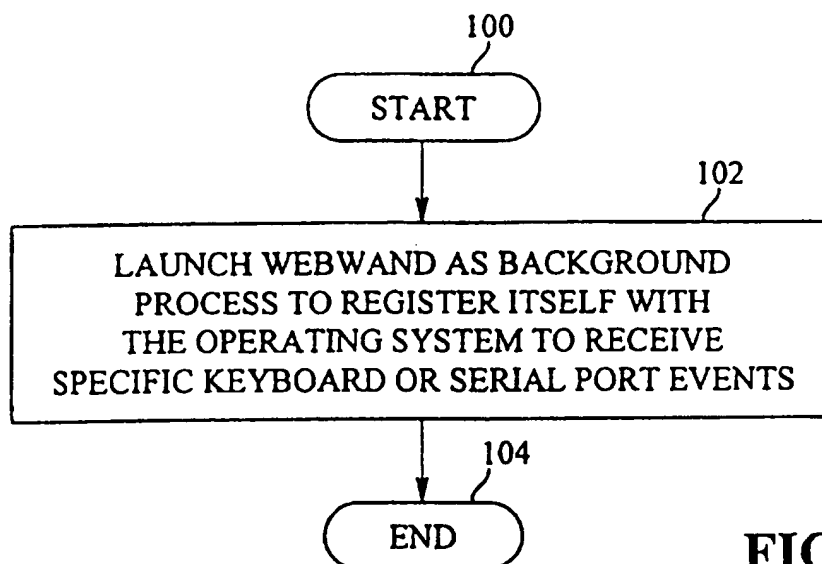 100
START
102
LAUNCH WEBWAND AS BACKGROUND
PROCESS TO REGISTER ITSELF WITH
THE OPERATING SYSTEM TO RECEIVE
SPECIFIC KEYBOARD OR SERIAL PORT EVENTS
104
END